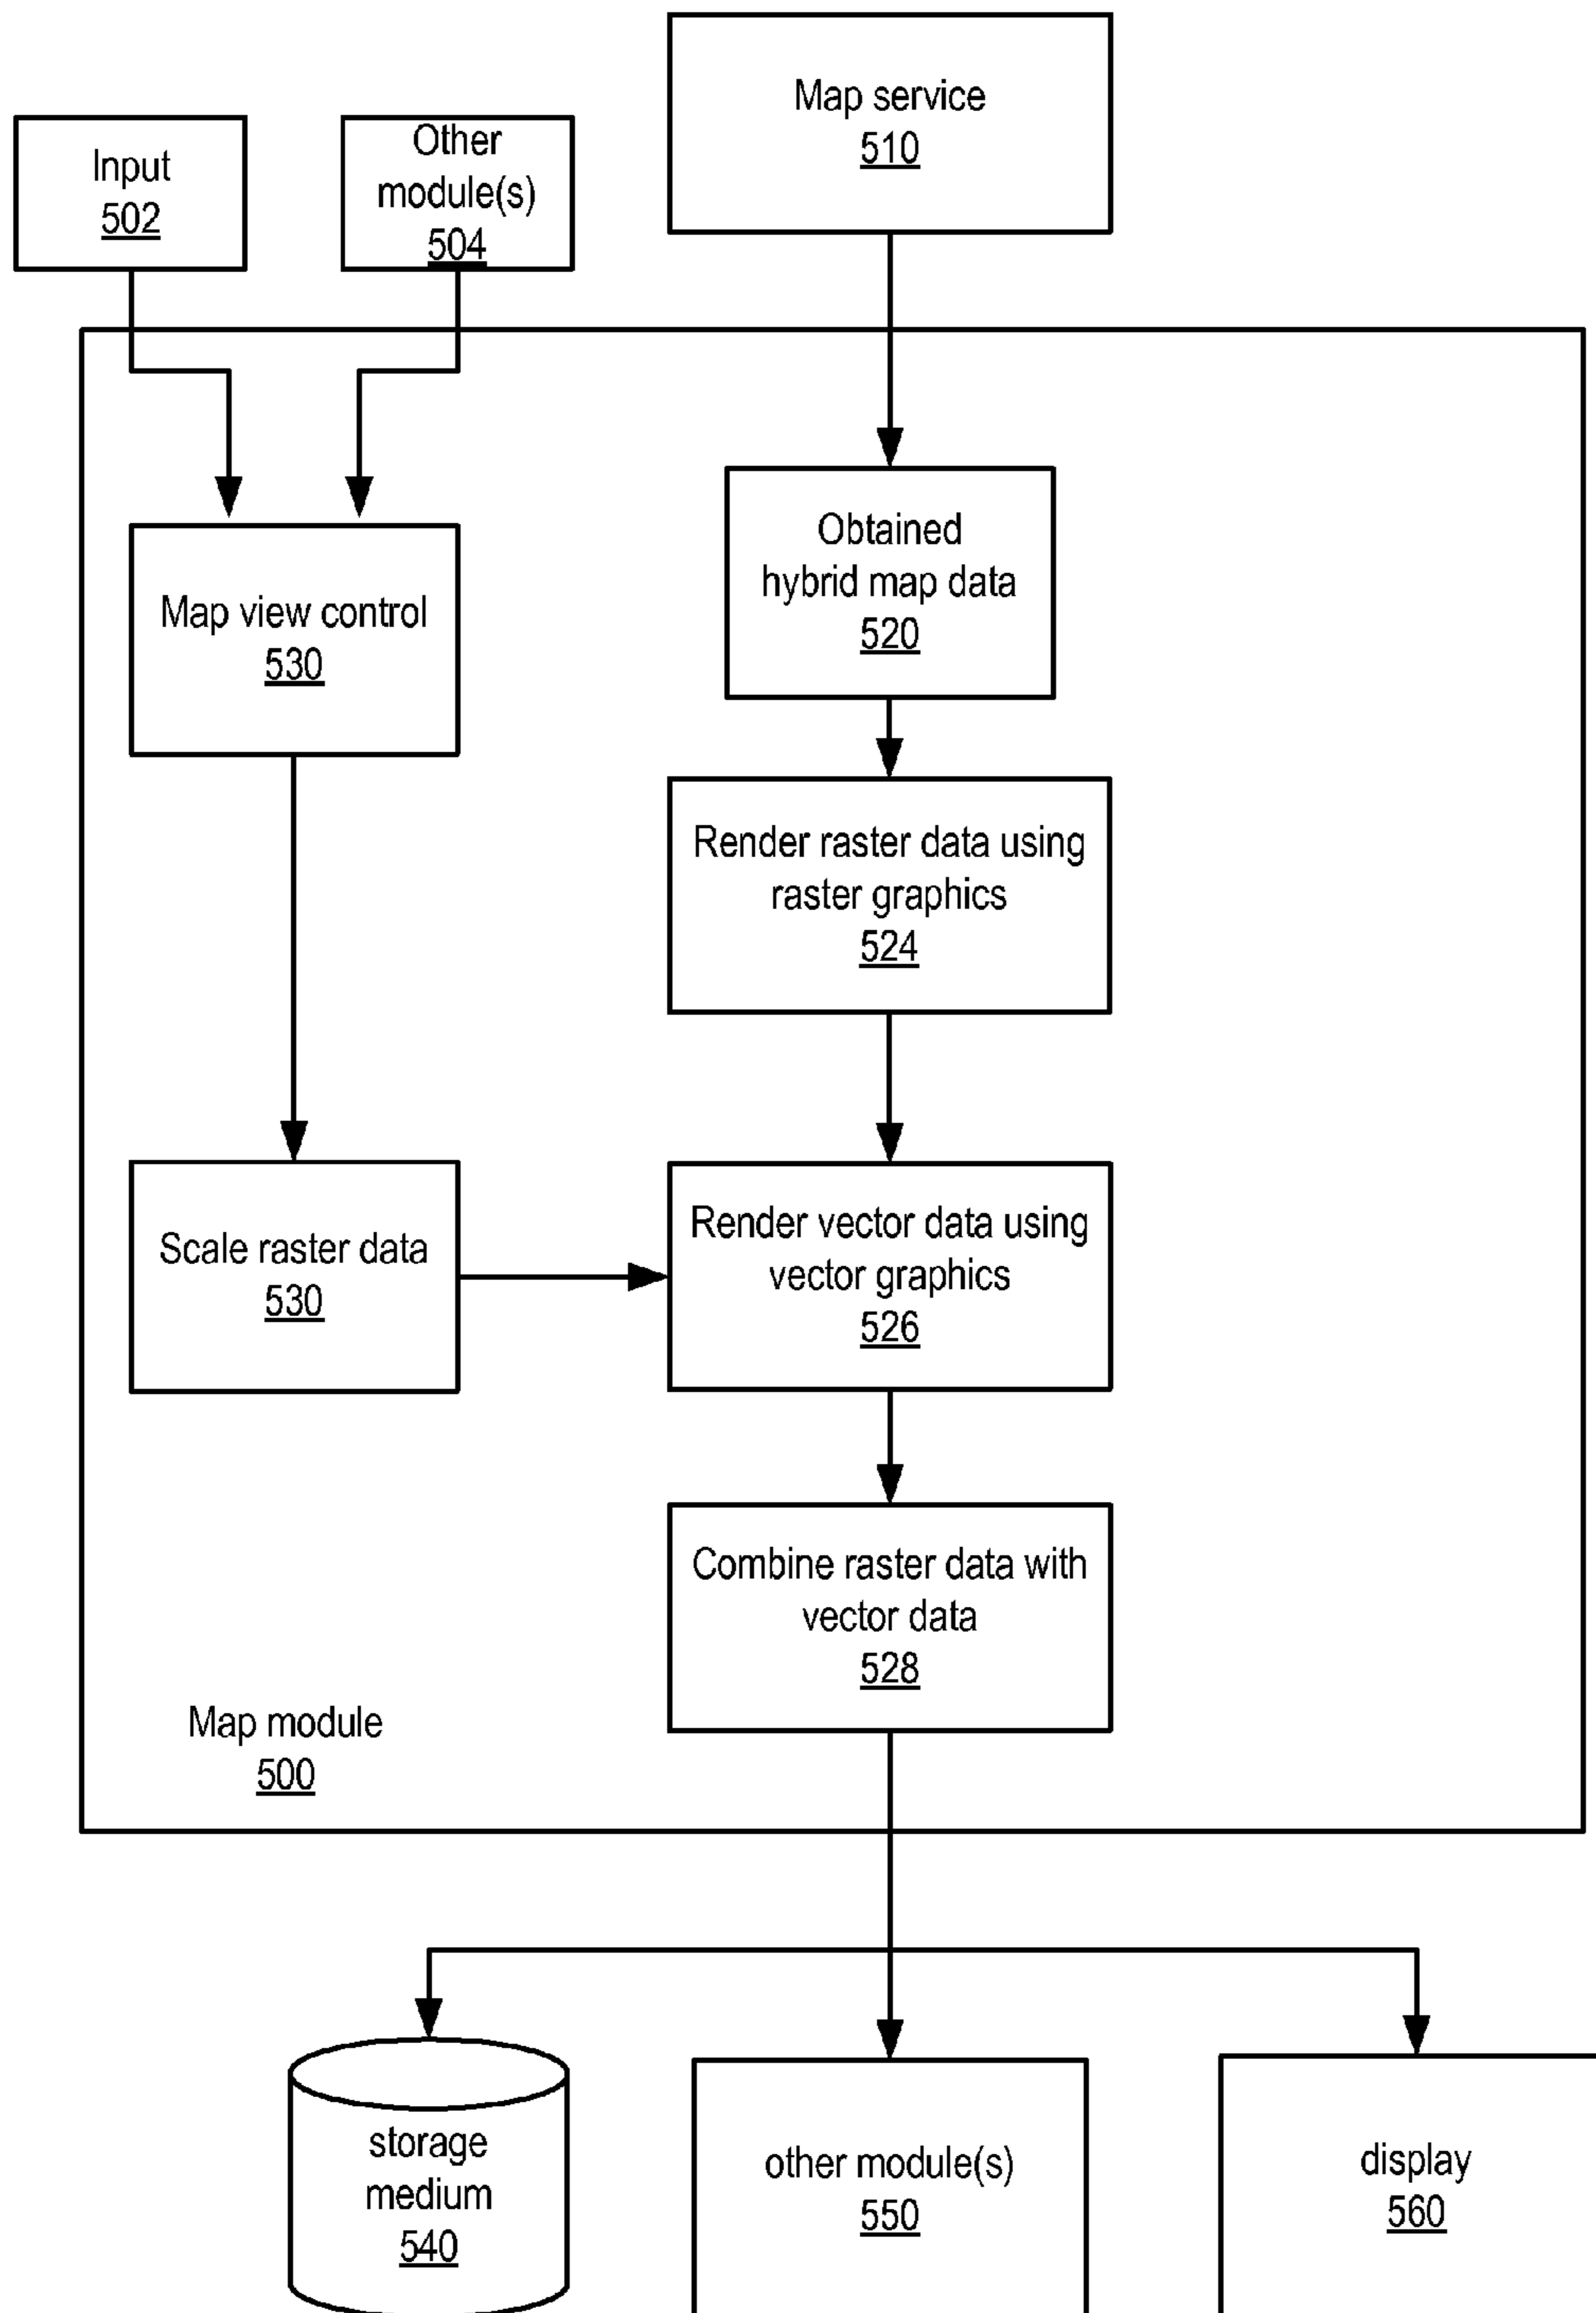 Map service
510
Input
502
Other
module(s)
504
Obtained
hybrid map data
520
Map view control
530
Render raster data using
raster graphics
524
Scale raster data
530
Render vector data using
vector graphics
526
Combine raster data with
vector data
528
Map module
500
storage
medium
540
other module(s)
550
display
560